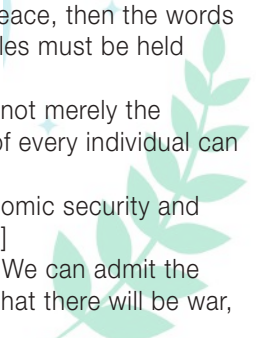 eace, then the words
les must be held
not merely the
of every individual can
omic security and
]
We can admit the
hat there will be war,